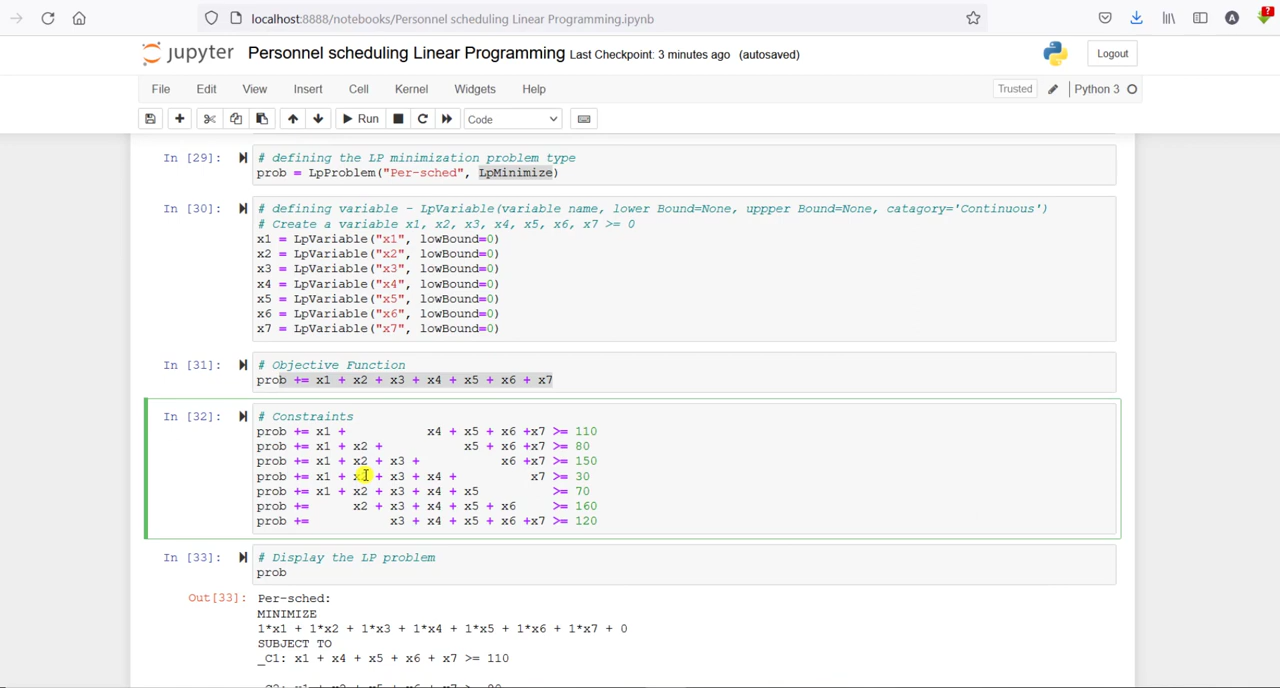 localhost:8888/notebooks/Personnel scheduling Linear Programming.ipynb
A
?
jupyter Personnel scheduling Linear Programming Last Checkpoint: 3 minutes ago (autosaved)
Logout
File Edit View Insert Cell Kernel Widgets Help
Trusted Python 3
Run Code
In [29]: # defining the LP minimization problem type
prob = LpProblem("Per-sched", LpMinimize)
In [30]: # defining variable - LpVariable(variable name, lower Bound=None, uppper Bound=None, catagory='Continuous')
# Create a variable x1, x2, x3, x4, x5, x6, x7 >= 0
x1 = LpVariable("x1", lowBound=0)
x2 = LpVariable("x2", lowBound=0)
x3 = LpVariable("x3", lowBound=0)
x4 = LpVariable("x4", lowBound=0)
x5 = LpVariable("x5", lowBound=0)
x6 = LpVariable("x6", lowBound=0)
x7 = LpVariable("x7", lowBound=0)
In [31]: # Objective Function
prob += x1 + x2 + x3 + x4 + x5 + x6 + x7
In [32]: # Constraints
prob += x1 + x4 + x5 + x6 +x7 >= 110
prob += x1 + x2 + x5 + x6 +x7 >= 80
prob += x1 + x2 + x3 + x6 +x7 >= 150
prob += x1 + x2 + x3 + x4 + x7 >= 30
prob += x1 + x2 + x3 + x4 + x5 >= 70
prob += x2 + x3 + x4 + x5 + x6 >= 160
prob += x3 + x4 + x5 + x6 +x7 >= 120
In [33]: # Display the LP problem
prob
Out[33]: Per-sched:
MINIMIZE
1*x1 + 1*x2 + 1*x3 + 1*x4 + 1*x5 + 1*x6 + 1*x7 + 0
SUBJECT TO
_C1: x1 + x4 + x5 + x6 + x7 >= 110
_C2: x1 + x2 + x5 + x6 + x7 >= 80